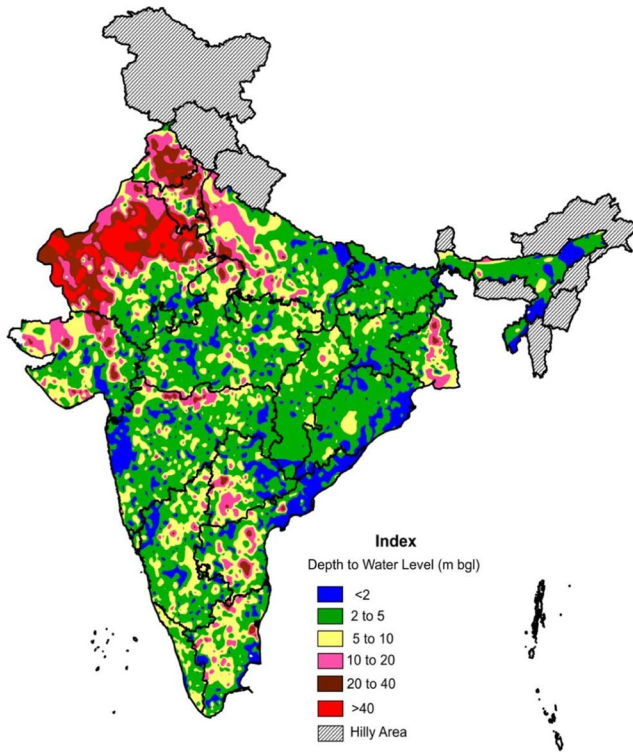 Index
Depth to Water Level (m bgl)
<2
2 to 5
5 to 10
10 to 20
20 to 40
>40
Hilly Area